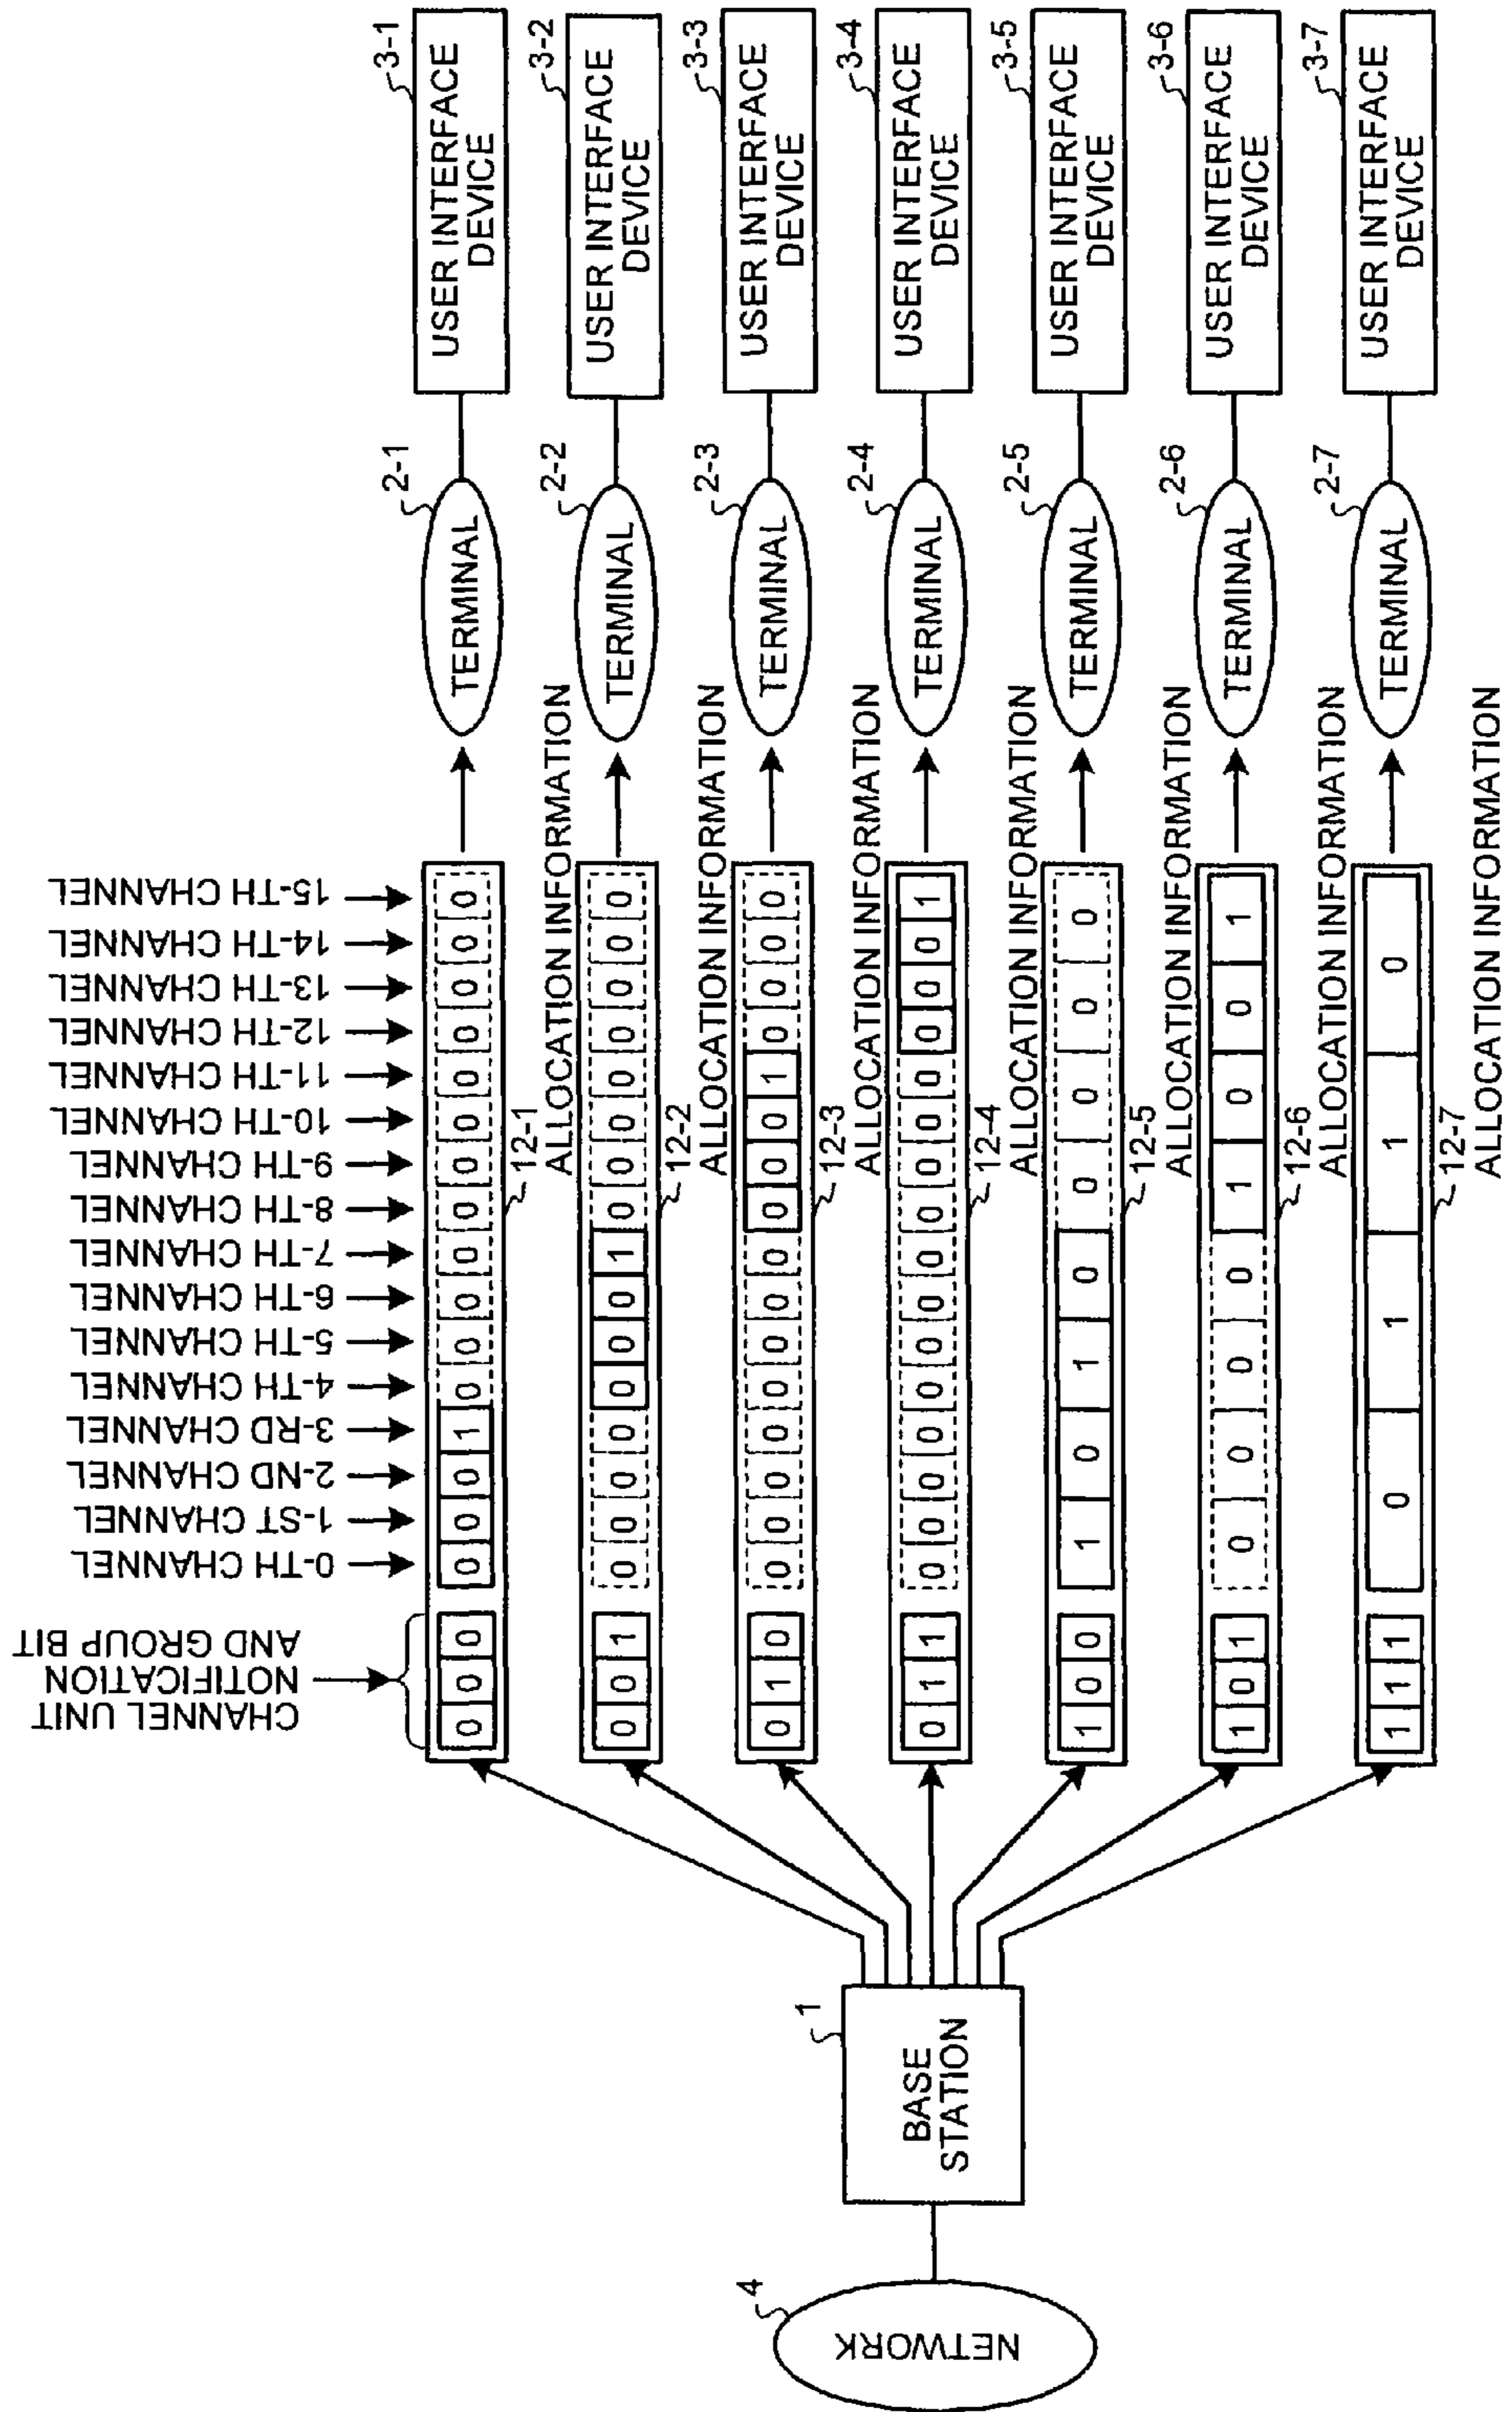 CHANNEL UNIT
NOTIFICATION
AND GROUP BIT
0-TH CHANNEL
1-ST CHANNEL
2-ND CHANNEL
3-RD CHANNEL
4-TH CHANNEL
5-TH CHANNEL
6-TH CHANNEL
7-TH CHANNEL
8-TH CHANNEL
9-TH CHANNEL
10-TH CHANNEL
11-TH CHANNEL
12-TH CHANNEL
13-TH CHANNEL
14-TH CHANNEL
15-TH CHANNEL
4
NETWORK
1
BASE
STATION
0 0 0 0 0 0 1 0 0 0 0 0 0 0 0 0 0 0 0
12-1
ALLOCATION INFORMATION
2-1
TERMINAL
3-1
USER INTERFACE
DEVICE
0 0 1 0 0 0 0 0 0 0 1 0 0 0 0 0 0 0 0
12-2
ALLOCATION INFORMATION
2-2
TERMINAL
3-2
USER INTERFACE
DEVICE
0 1 0 0 0 0 0 0 0 0 0 0 0 0 1 0 0 0 0
12-3
ALLOCATION INFORMATION
2-3
TERMINAL
3-3
USER INTERFACE
DEVICE
0 1 1 0 0 0 0 0 0 0 0 0 0 0 0 0 0 0 1
12-4
ALLOCATION INFORMATION
2-4
TERMINAL
3-4
USER INTERFACE
DEVICE
1 0 0 1 0 1 0 0 0 0 0
12-5
ALLOCATION INFORMATION
2-5
TERMINAL
3-5
USER INTERFACE
DEVICE
1 0 1 0 0 0 0 1 0 0 1
12-6
ALLOCATION INFORMATION
2-6
TERMINAL
3-6
USER INTERFACE
DEVICE
1 1 1 0 1 1 0
12-7
ALLOCATION INFORMATION
2-7
TERMINAL
3-7
USER INTERFACE
DEVICE